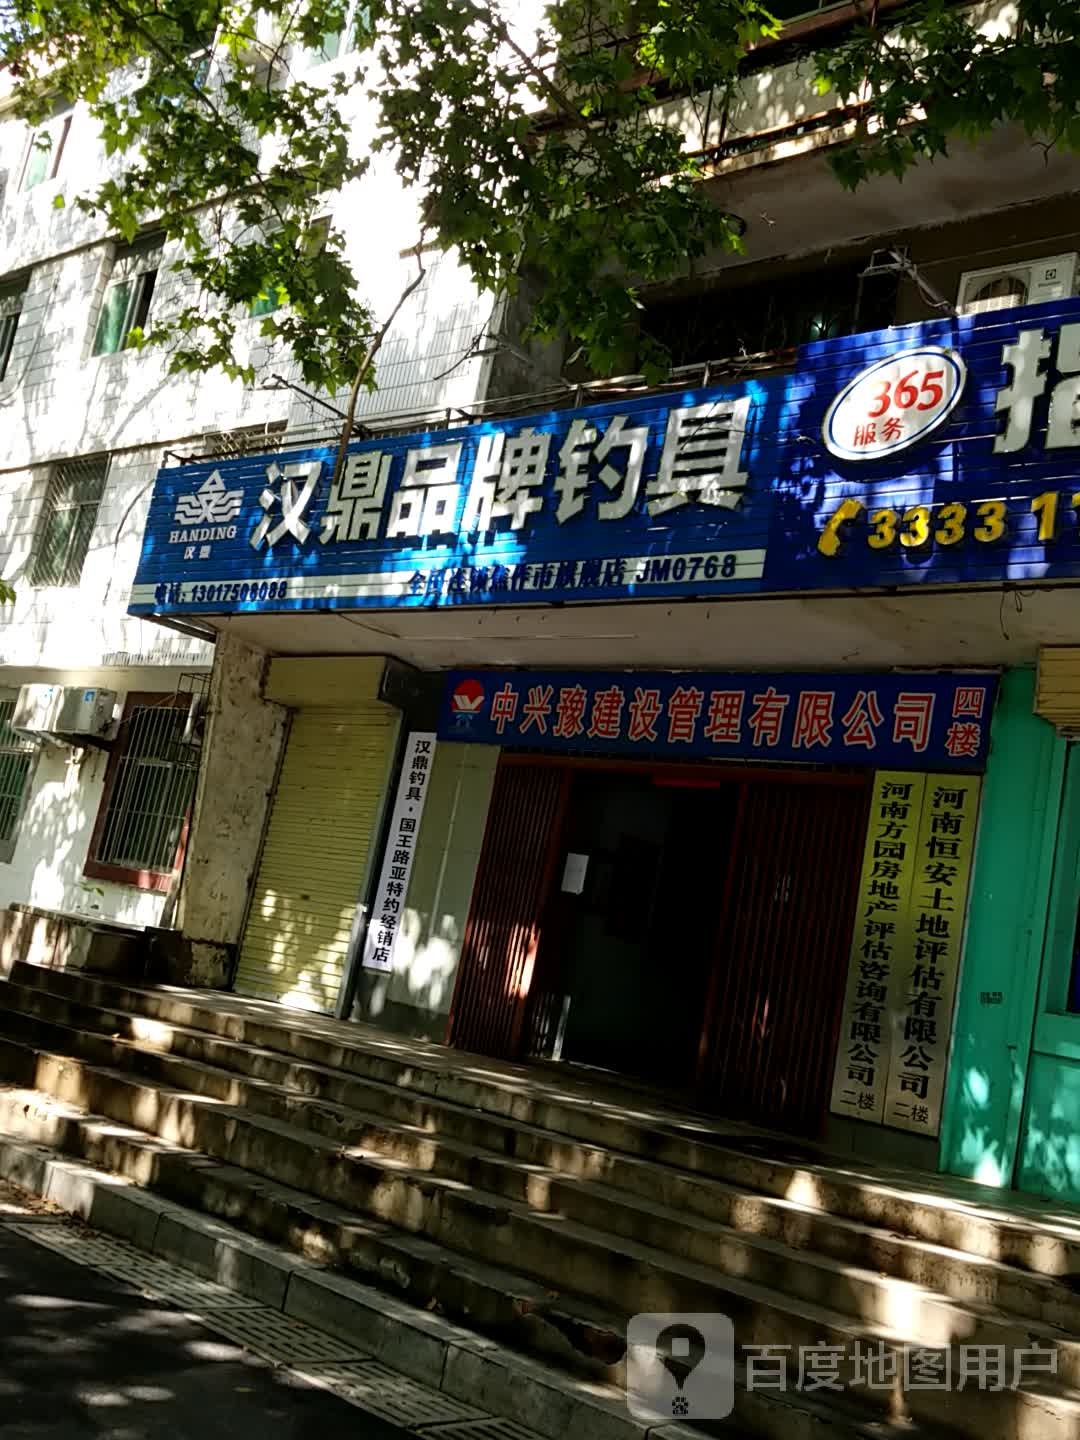 汉鼎品牌钓具
HANDING
汉鼎
电话:13017508088
全国连锁焦作市旗舰店 JM0768
365
服务
指
333311
中兴豫建设管理有限公司
四楼
汉鼎钓具·国王路亚特约经销店
河南方园房地产评估咨询有限公司 二楼
河南恒安土地评估有限公司 二楼
百度地图用户